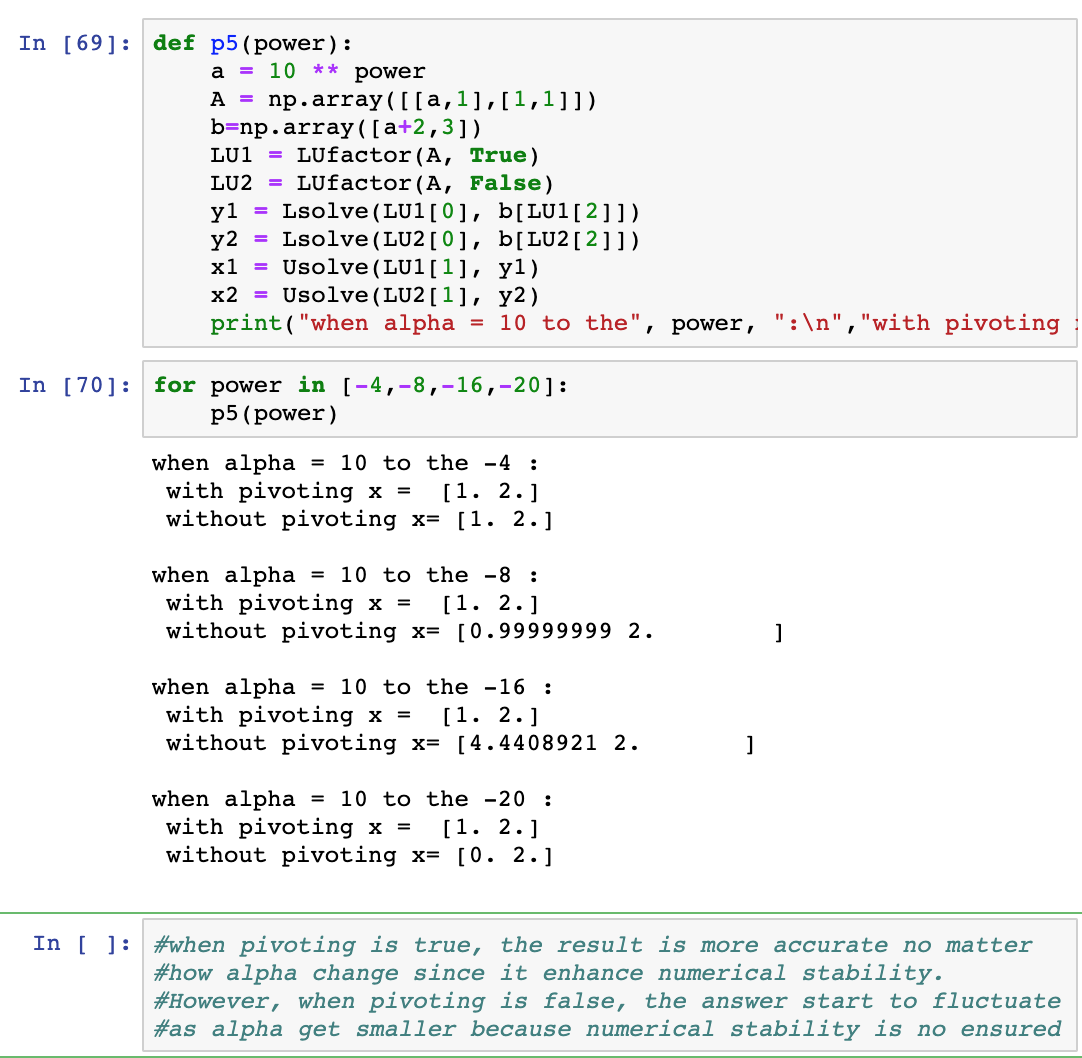 In [69]: def p5(power):
a = 10 ** power
A = np.array([[a,1],[1,1]])
b=np.array([a+2,3])
LU1 = LUfactor(A, True)
LU2 = LUfactor(A, False)
y1 = Lsolve(LU1[0], b[LU1[2]])
y2 = Lsolve(LU2[0], b[LU2[2]])
x1 = Usolve(LU1[1], y1)
x2 = Usolve(LU2[1], y2)
print("when alpha = 10 to the", power, ":\n","with pivoting
In [70]: for power in [-4,-8,-16,-20]:
p5(power)
when alpha = 10 to the -4 :
with pivoting x =  [1. 2.]
without pivoting x= [1. 2.]
when alpha = 10 to the -8 :
with pivoting x =  [1. 2.]
without pivoting x= [0.99999999 2.        ]
when alpha = 10 to the -16 :
with pivoting x =  [1. 2.]
without pivoting x= [4.4408921 2.       ]
when alpha = 10 to the -20 :
with pivoting x =  [1. 2.]
without pivoting x= [0. 2.]
In [ ]: #when pivoting is true, the result is more accurate no matter
#how alpha change since it enhance numerical stability.
#However, when pivoting is false, the answer start to fluctuate
#as alpha get smaller because numerical stability is no ensured